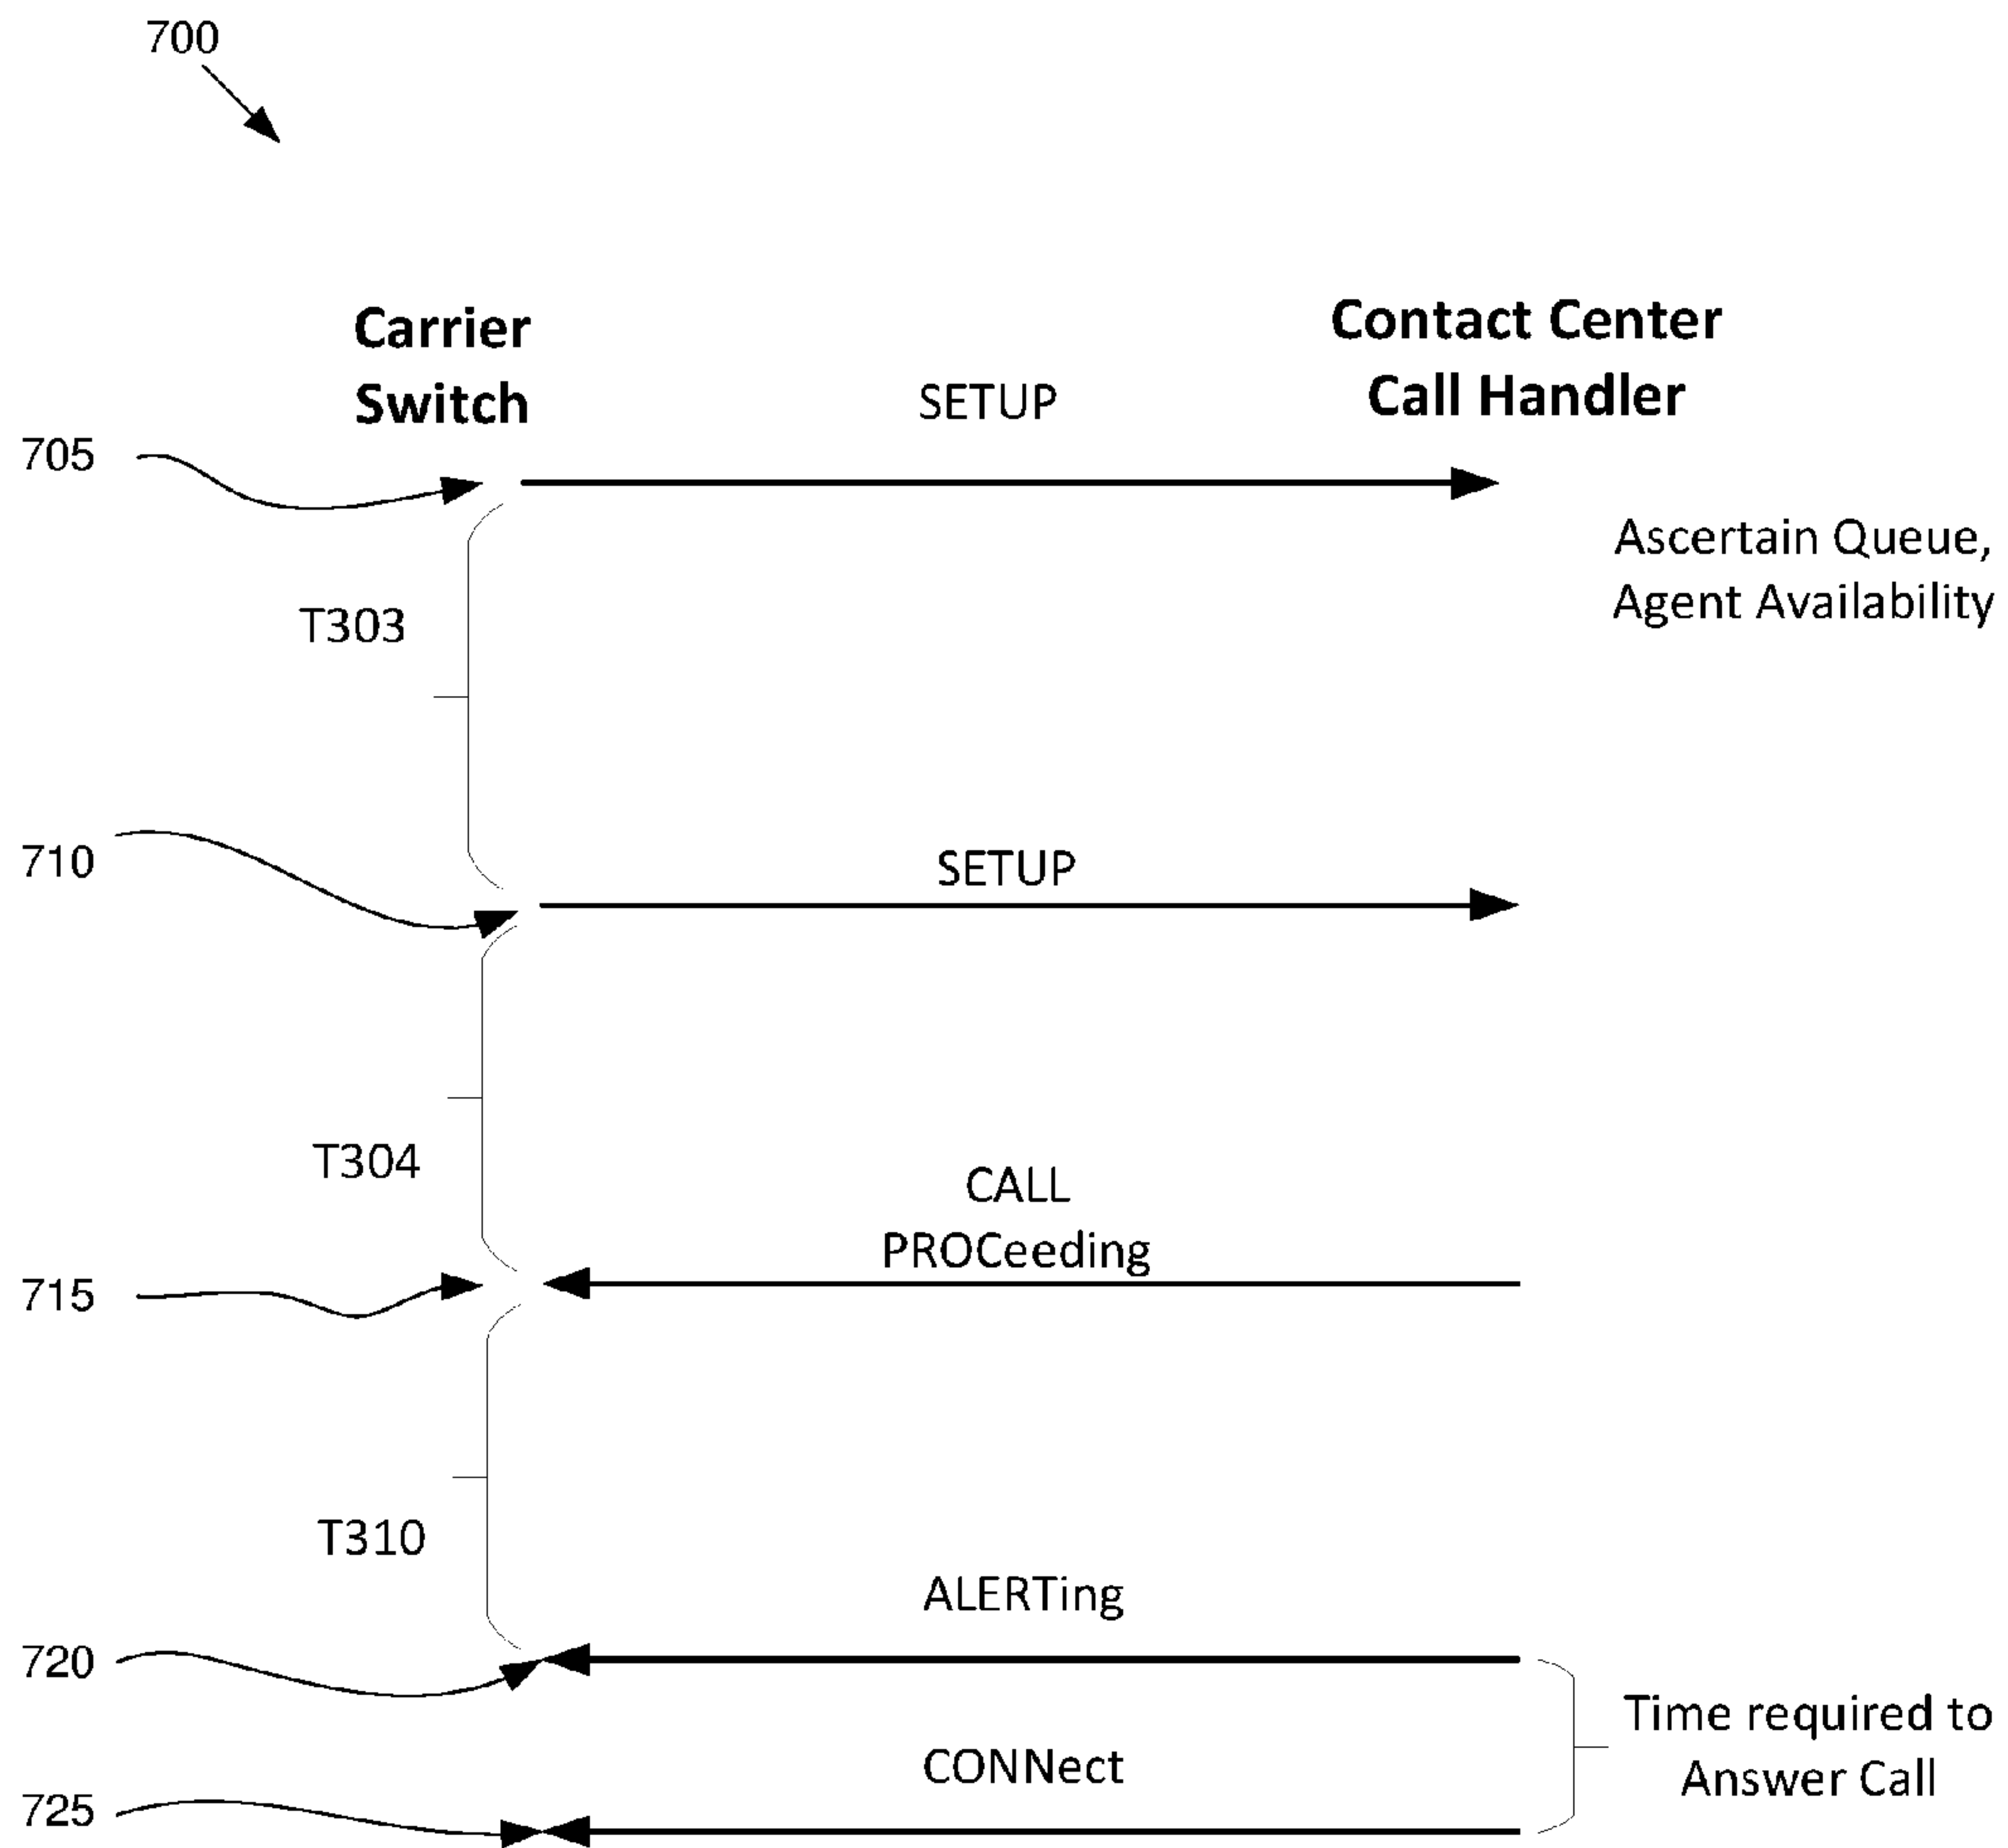 700
Carrier
Switch
SETUP
Contact Center
Call Handler
705
Ascertain Queue,
Agent Availability
T303
710
SETUP
T304
CALL
PROCeeding
715
T310
ALERTing
720
Time required to
Answer Call
CONNect
725